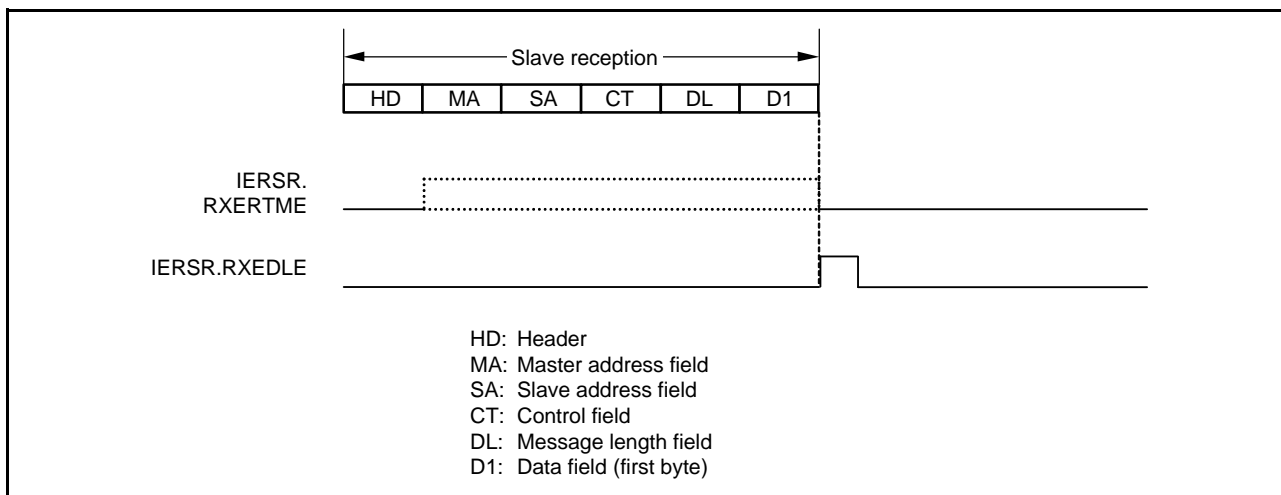 Slave reception
HD MA SA CT DL D1
IERSR.
RXERTME
IERSR.RXEDLE
HD: Header
MA: Master address field
SA: Slave address field
CT: Control field
DL: Message length field
D1: Data field (first byte)